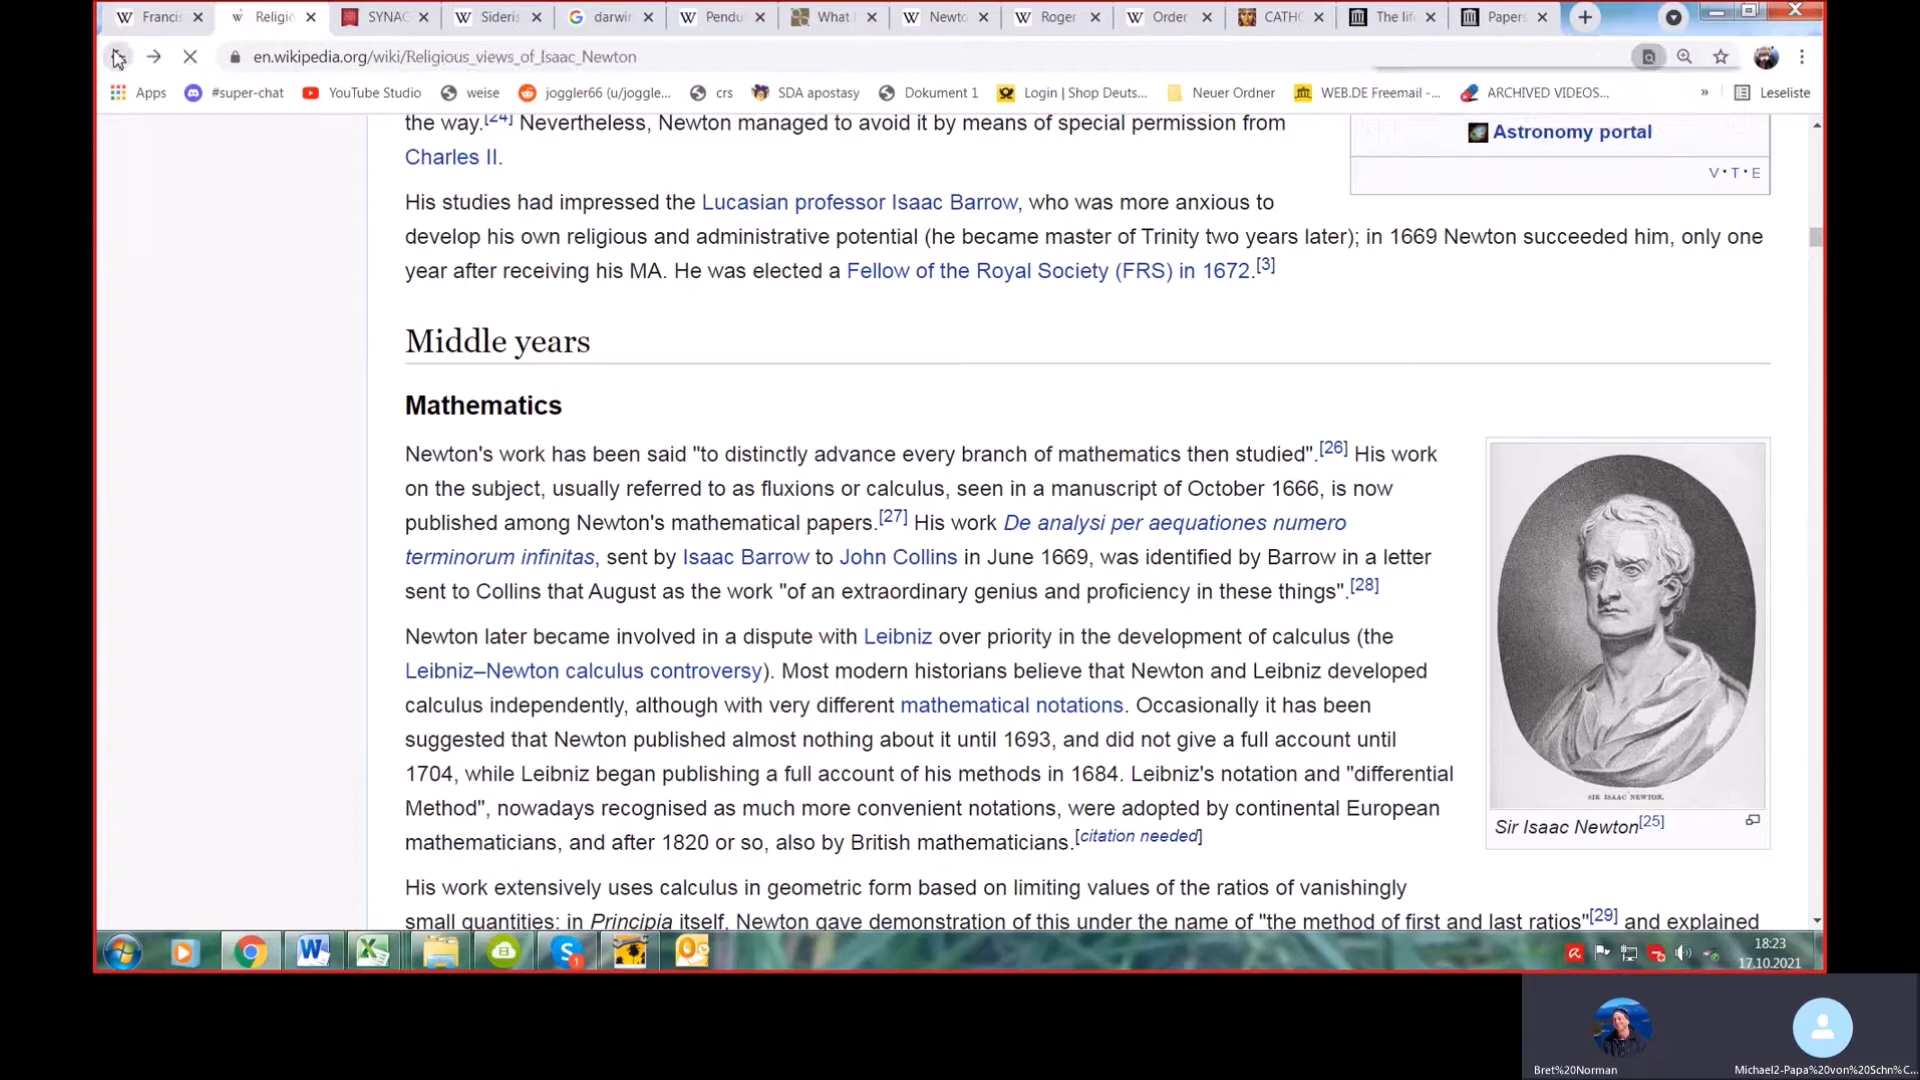 Francis
Religio
SYNAC
Sideris
darwin
Pendu
What
Newto
Roger
Order
CATHC
The lif
Papers
en.wikipedia.org/wiki/Religious_views_of_Isaac_Newton
Apps
#super-chat
YouTube Studio
weise
joggler66 (u/joggle...
crs
SDA apostasy
Dokument 1
Login | Shop Deuts...
Neuer Ordner
WEB.DE Freemail -...
ARCHIVED VIDEOS...
»
Leseliste
the way.[24] Nevertheless, Newton managed to avoid it by means of special permission from
Charles II.
Astronomy portal
V · T · E
His studies had impressed the Lucasian professor Isaac Barrow, who was more anxious to
develop his own religious and administrative potential (he became master of Trinity two years later); in 1669 Newton succeeded him, only one
year after receiving his MA. He was elected a Fellow of the Royal Society (FRS) in 1672.[3]
Middle years
Mathematics
Newton's work has been said "to distinctly advance every branch of mathematics then studied".[26] His work
on the subject, usually referred to as fluxions or calculus, seen in a manuscript of October 1666, is now
published among Newton's mathematical papers.[27] His work De analysi per aequationes numero
terminorum infinitas, sent by Isaac Barrow to John Collins in June 1669, was identified by Barrow in a letter
sent to Collins that August as the work "of an extraordinary genius and proficiency in these things".[28]
Newton later became involved in a dispute with Leibniz over priority in the development of calculus (the
Leibniz–Newton calculus controversy). Most modern historians believe that Newton and Leibniz developed
calculus independently, although with very different mathematical notations. Occasionally it has been
suggested that Newton published almost nothing about it until 1693, and did not give a full account until
1704, while Leibniz began publishing a full account of his methods in 1684. Leibniz's notation and "differential
Method", nowadays recognised as much more convenient notations, were adopted by continental European
mathematicians, and after 1820 or so, also by British mathematicians.[citation needed]
SIR ISAAC NEWTON.
Sir Isaac Newton[25]
His work extensively uses calculus in geometric form based on limiting values of the ratios of vanishingly
small quantities: in Principia itself, Newton gave demonstration of this under the name of "the method of first and last ratios"[29] and explained
18:23
17.10.2021
Bret%20Norman
Michael2-Papa%20von%20Schn%C...